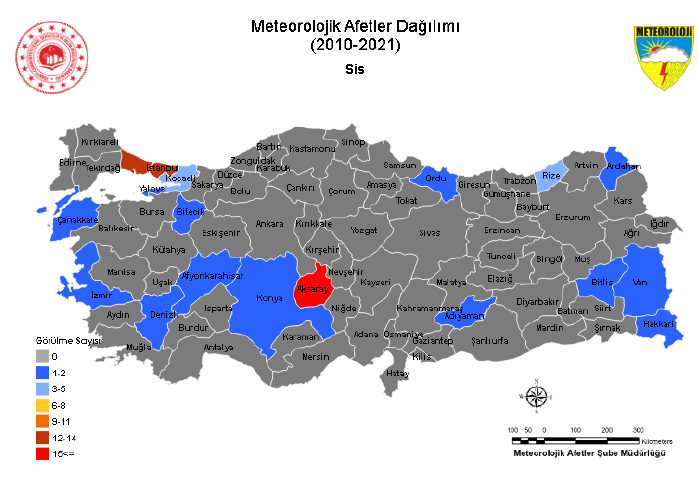 Meteorolojik Afetler Dağılımı
(2010-2021)
Sis
METEOROLOJİ
Kırklareli
Edirne
Tekirdağ
İstanbul
Kocaeli
Yalova
Sakarya
Düzce
Zonguldak
Bartın
Karabük
Kastamonu
Sinop
Samsun
Ordu
Giresun
Trabzon
Rize
Artvin
Ardahan
Kars
Iğdır
Ağrı
Gümüşhane
Bayburt
Erzurum
Çanakkale
Balıkesir
Bursa
Bilecik
Bolu
Çankırı
Çorum
Amasya
Tokat
Eskişehir
Ankara
Kırıkkale
Yozgat
Sivas
Erzincan
Tunceli
Bingöl
Muş
Kütahya
Kırşehir
Manisa
Uşak
Afyonkarahisar
Konya
Aksaray
Nevşehir
Kayseri
Malatya
Elazığ
Bitlis
Van
İzmir
Aydın
Denizli
Isparta
Burdur
Niğde
Kahramanmaraş
Adıyaman
Diyarbakır
Batman
Siirt
Hakkari
Muğla
Antalya
Karaman
Mersin
Adana
Osmaniye
Gaziantep
Kilis
Şanlıurfa
Mardin
Şırnak
Hatay
Görülme Sayısı
0
1-2
3-5
6-8
9-11
12-14
15<=
N
W
E
S
100 50 0 100 200 300
Kilometers
Meteorolojik Afetler Şube Müdürlüğü